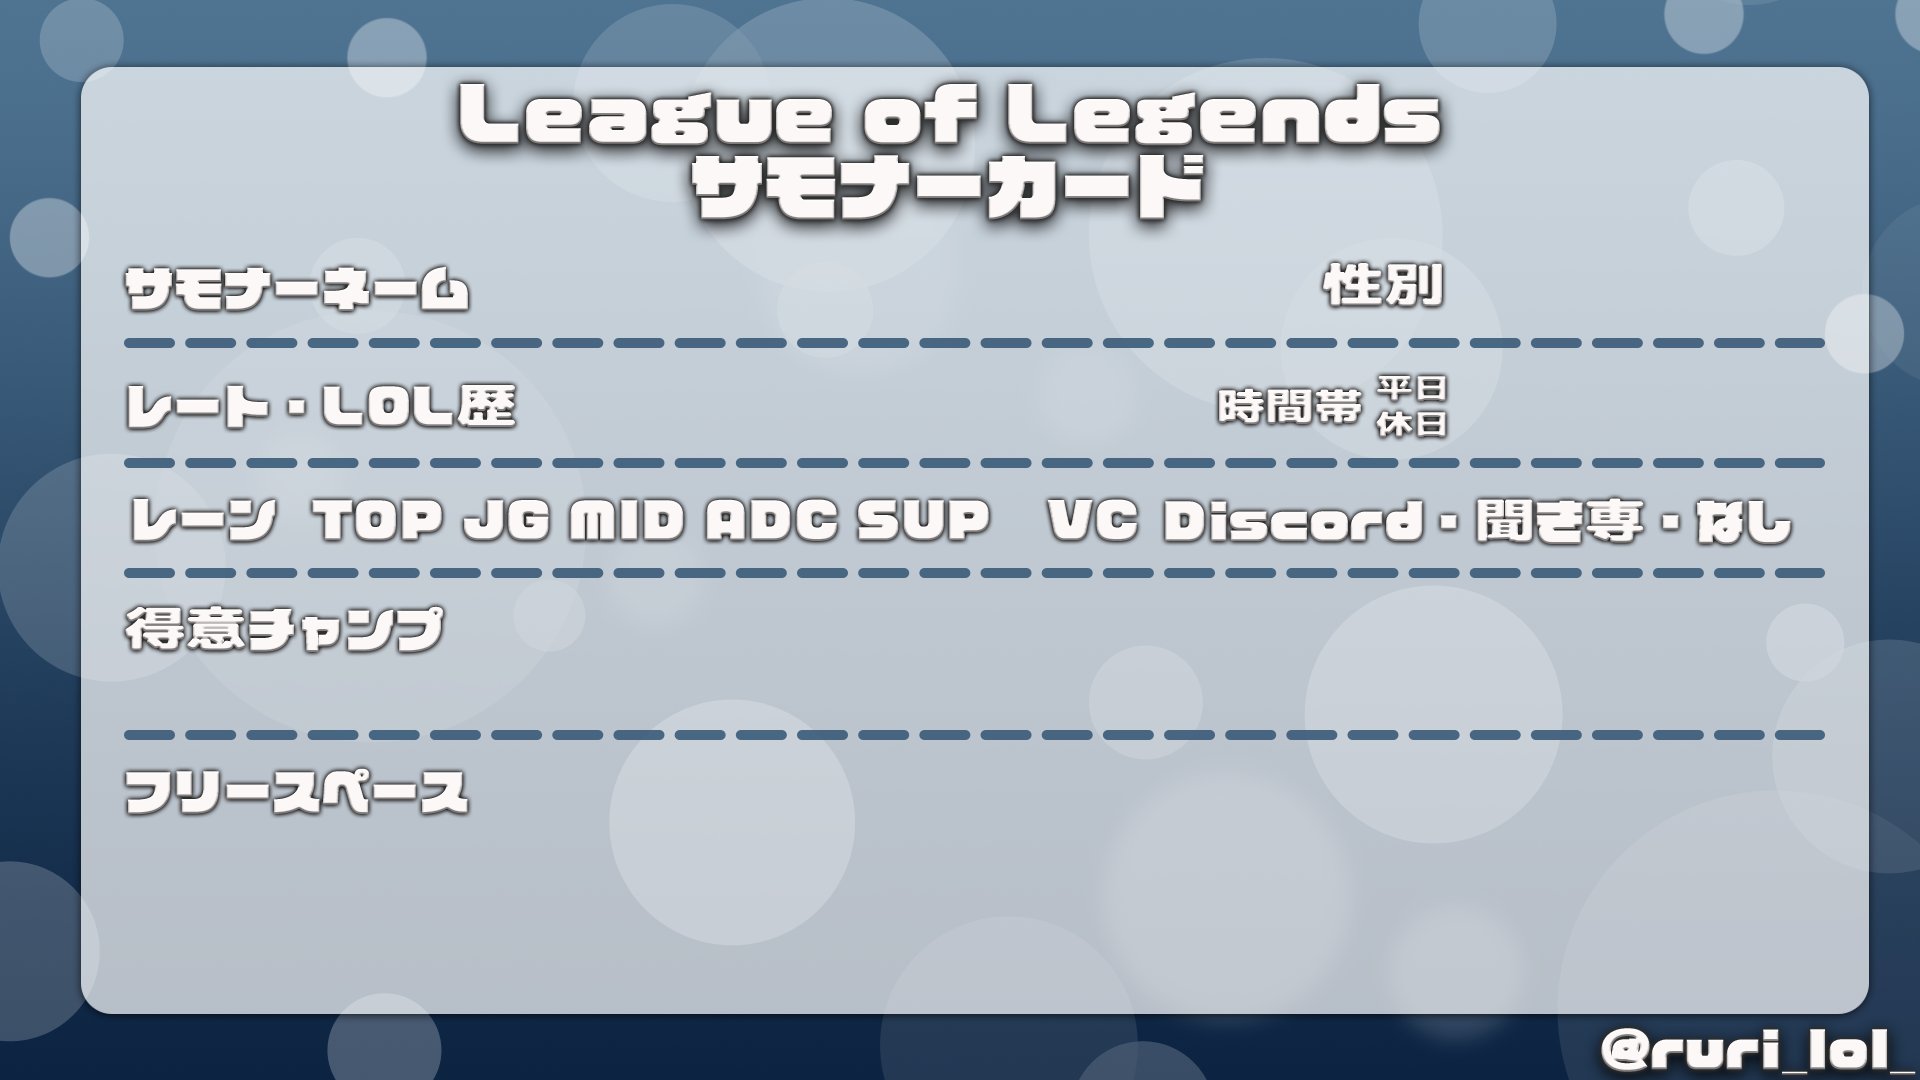 League of Legends
サモナーカード
サモナーネーム 性別
レート・LOL歴 時間帯 平日
休日
レーン TOP JG MID ADC SUP VC Discord・聞き専・なし
得意チャンプ
フリースペース
@ruri_lol_